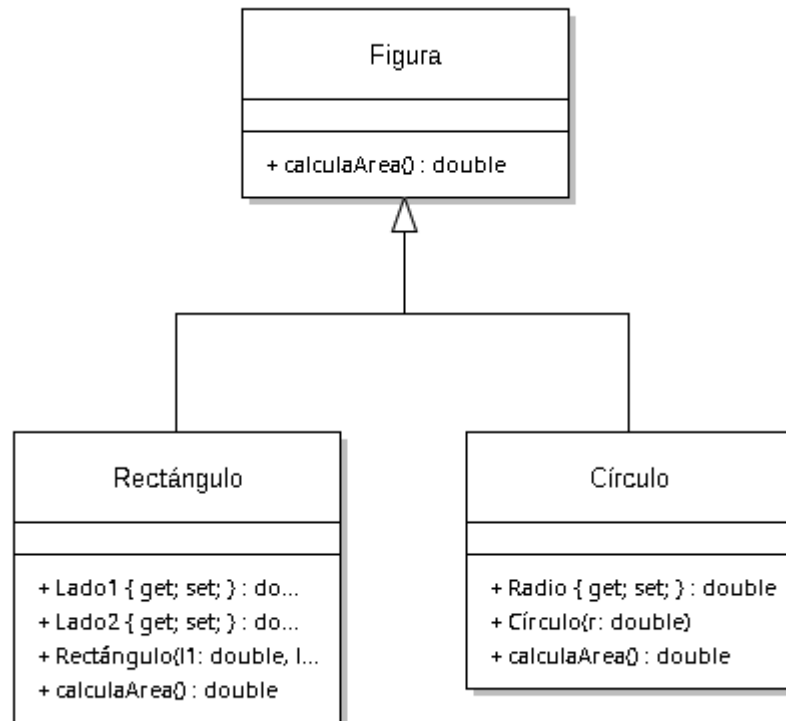 Figura
+ calculaArea() : double
Rectángulo
+ Lado1 { get; set; } : do...
+ Lado2 { get; set; } : do...
+ Rectángulo(l1: double, l...
+ calculaArea() : double
Círculo
+ Radio { get; set; } : double
+ Círculo(r: double)
+ calculaArea() : double